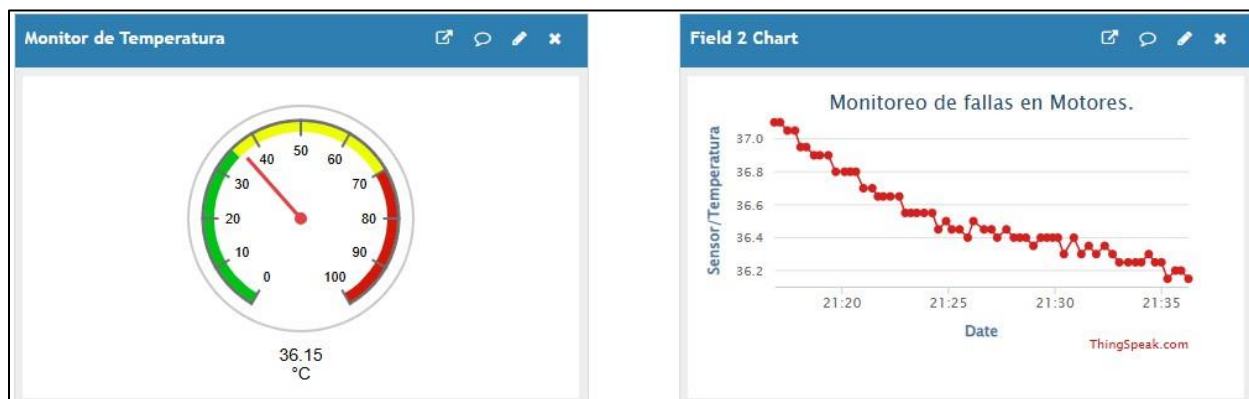 Monitor de Temperatura
0
10
20
30
40
50
60
70
80
90
100
36.15
°C
Field 2 Chart
Monitoreo de fallas en Motores.
Sensor/Temperatura
37.0
36.8
36.6
36.4
36.2
21:20 21:25 21:30 21:35
Date
ThingSpeak.com